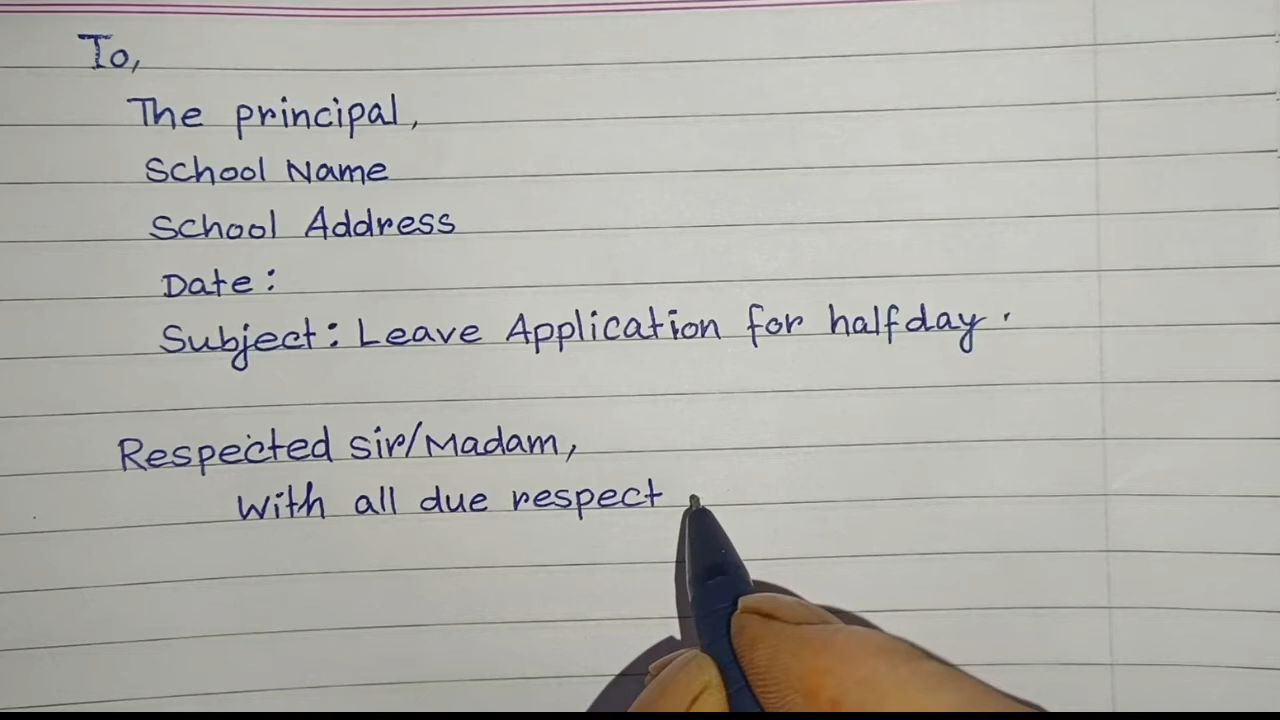 To,
The principal,
School Name
School Address
Date:
Subject: Leave Application for halfday.
Respected sir/Madam,
With all due respect